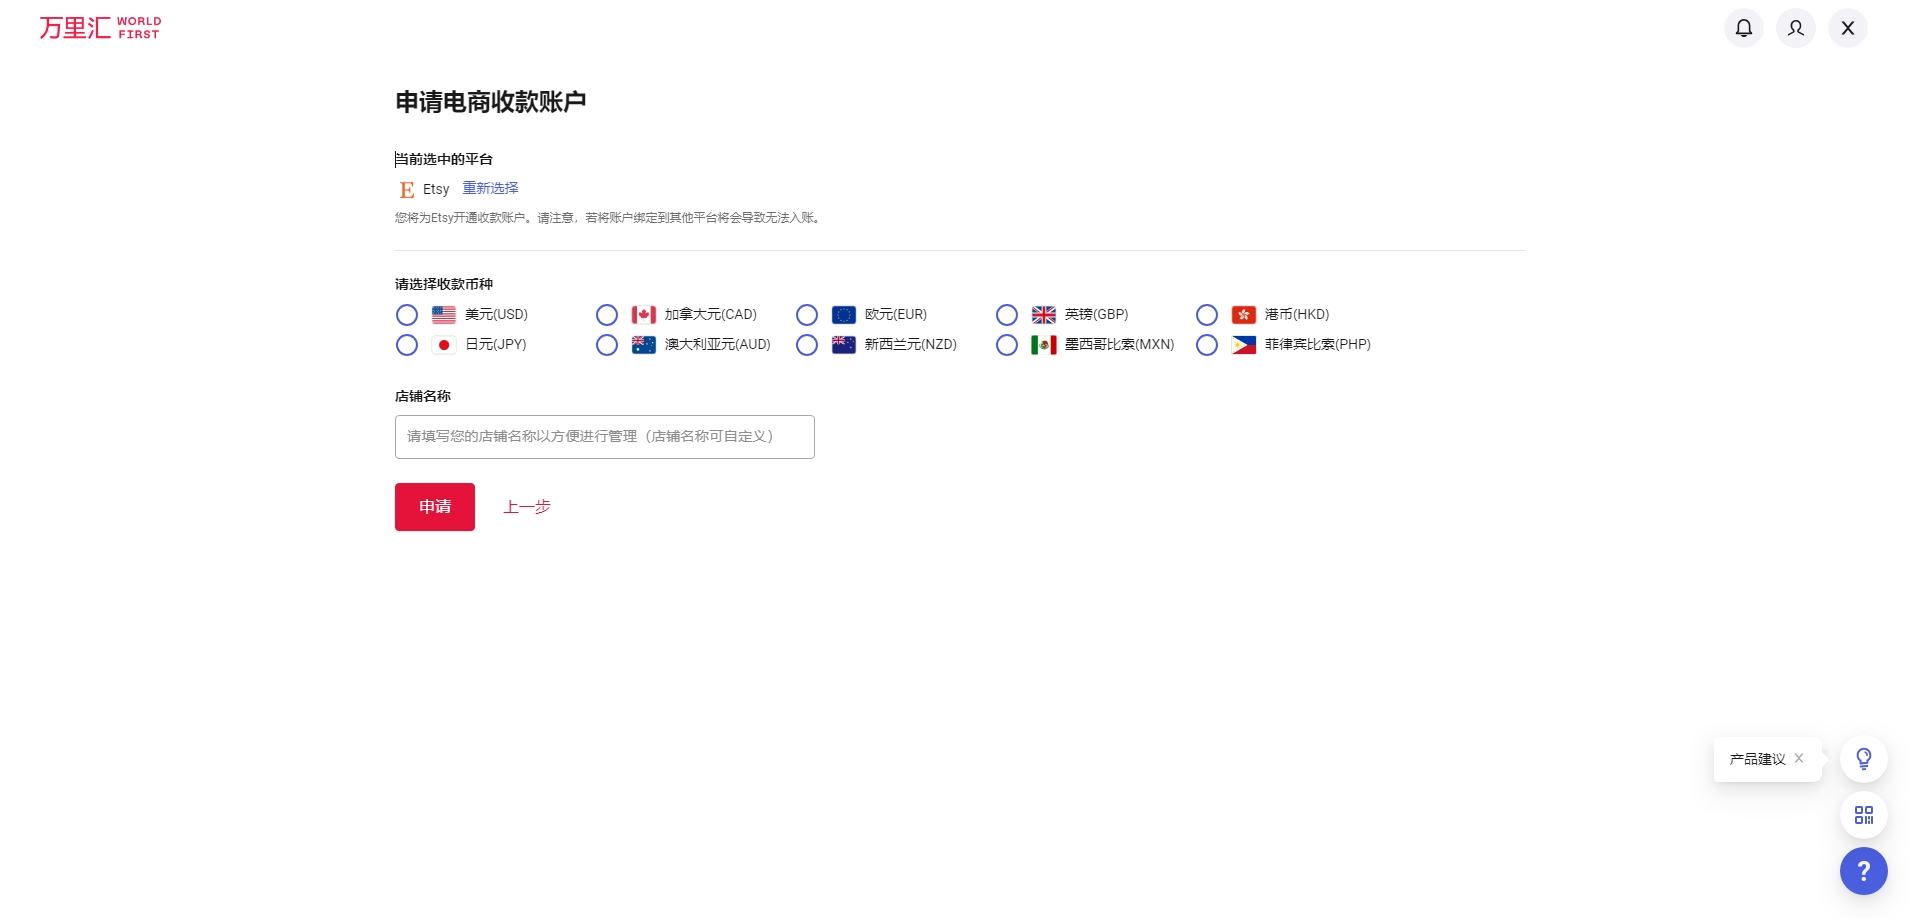 万里汇 WORLD FIRST
申请电商收款账户
当前选中的平台
E Etsy 重新选择
您将为Etsy开通收款账户。请注意，若将账户绑定到其他平台将会导致无法入账。
请选择收款币种
美元(USD) 加拿大元(CAD) 欧元(EUR) 英镑(GBP) 港币(HKD)
日元(JPY) 澳大利亚元(AUD) 新西兰元(NZD) 墨西哥比索(MXN) 菲律宾比索(PHP)
店铺名称
请填写您的店铺名称以方便进行管理（店铺名称可自定义）
申请 上一步
产品建议
?